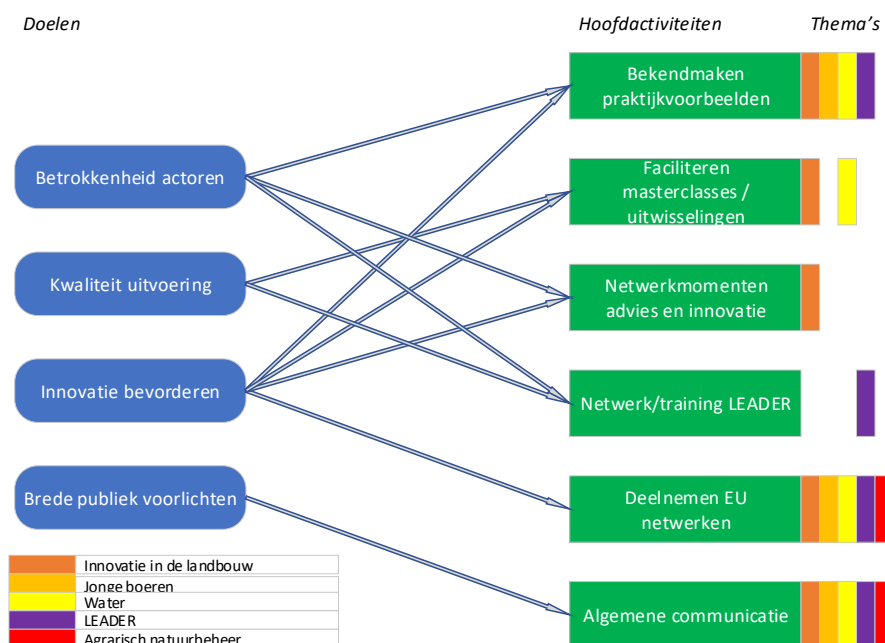 Doelen
Hoofdactiviteiten
Thema's
Bekendmaken
praktijkvoorbeelden
Betrokkenheid actoren
Faciliteren
masterclasses /
uitwisselingen
Kwaliteit uitvoering
Netwerkmomenten
advies en innovatie
Innovatie bevorderen
Netwerk/training LEADER
Brede publiek voorlichten
Deelnemen EU
netwerken
Algemene communicatie
Innovatie in de landbouw
Jonge boeren
Water
LEADER
Agrarisch natuurbeheer